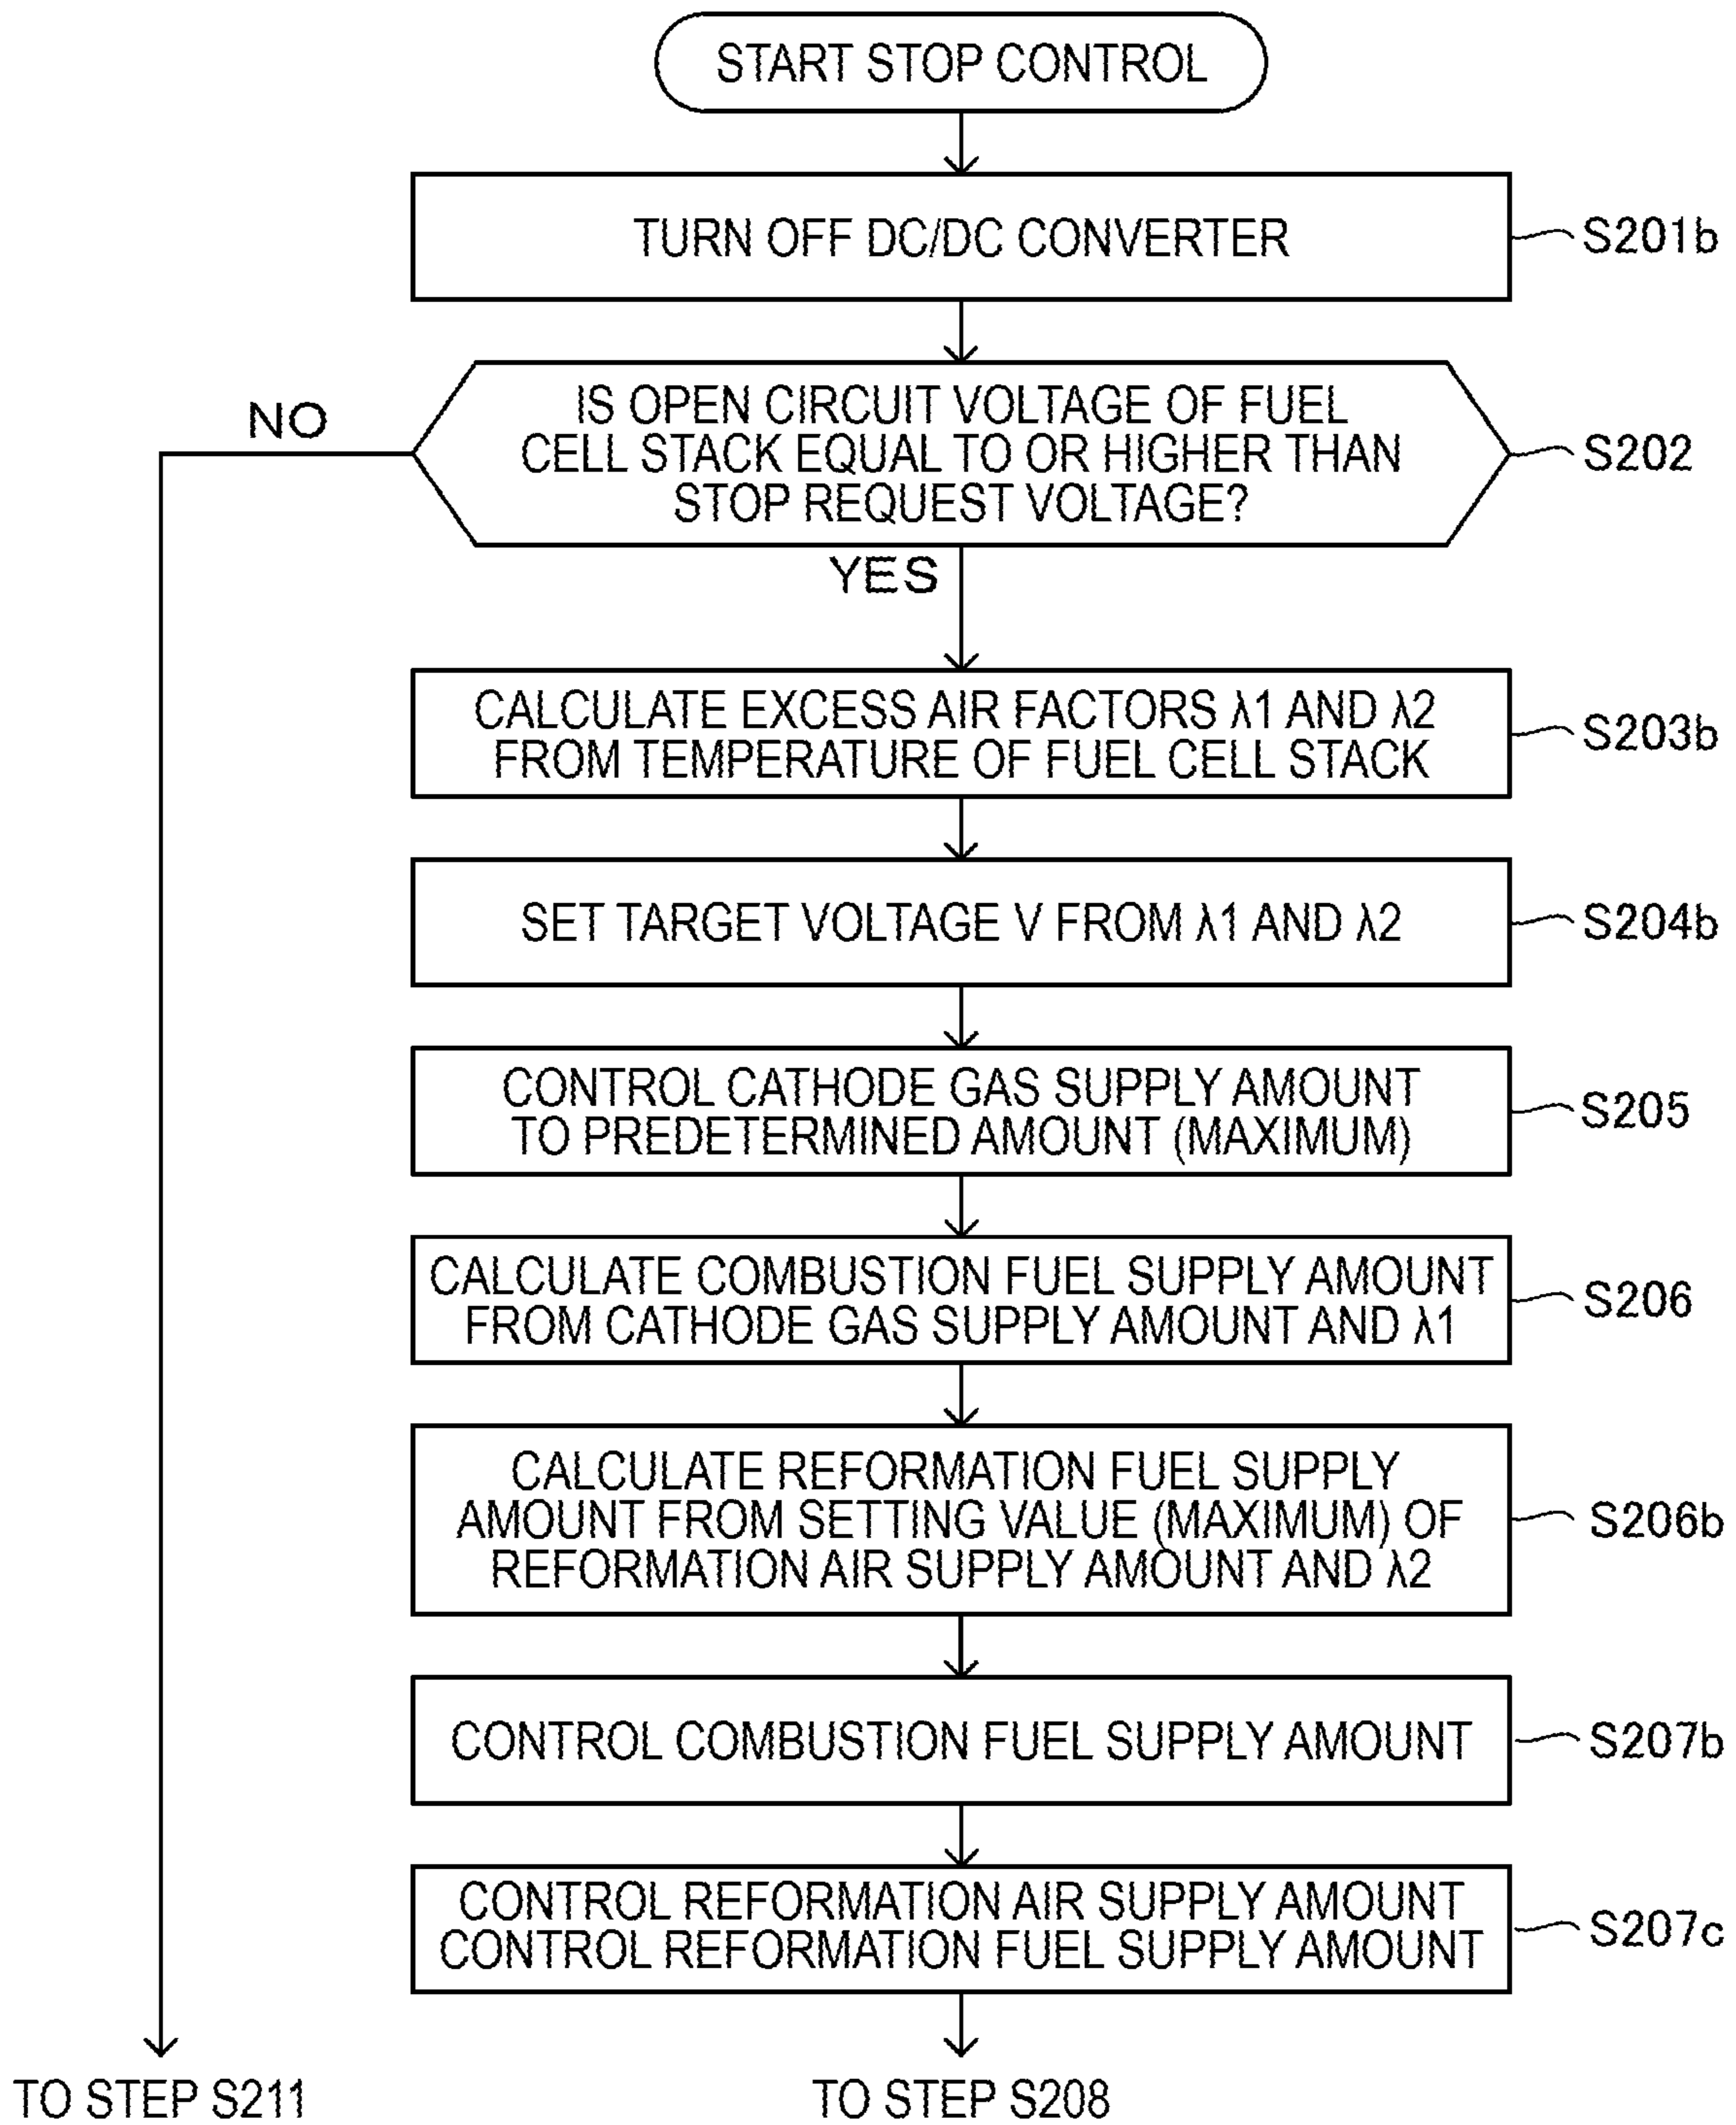 START STOP CONTROL
TURN OFF DC/DC CONVERTER
S201b
IS OPEN CIRCUIT VOLTAGE OF FUEL
CELL STACK EQUAL TO OR HIGHER THAN
STOP REQUEST VOLTAGE?
S202
NO
YES
CALCULATE EXCESS AIR FACTORS λ1 AND λ2
FROM TEMPERATURE OF FUEL CELL STACK
S203b
SET TARGET VOLTAGE V FROM λ1 AND λ2
S204b
CONTROL CATHODE GAS SUPPLY AMOUNT
TO PREDETERMINED AMOUNT (MAXIMUM)
S205
CALCULATE COMBUSTION FUEL SUPPLY AMOUNT
FROM CATHODE GAS SUPPLY AMOUNT AND λ1
S206
CALCULATE REFORMATION FUEL SUPPLY
AMOUNT FROM SETTING VALUE (MAXIMUM) OF
REFORMATION AIR SUPPLY AMOUNT AND λ2
S206b
CONTROL COMBUSTION FUEL SUPPLY AMOUNT
S207b
CONTROL REFORMATION AIR SUPPLY AMOUNT
CONTROL REFORMATION FUEL SUPPLY AMOUNT
S207c
TO STEP S211
TO STEP S208